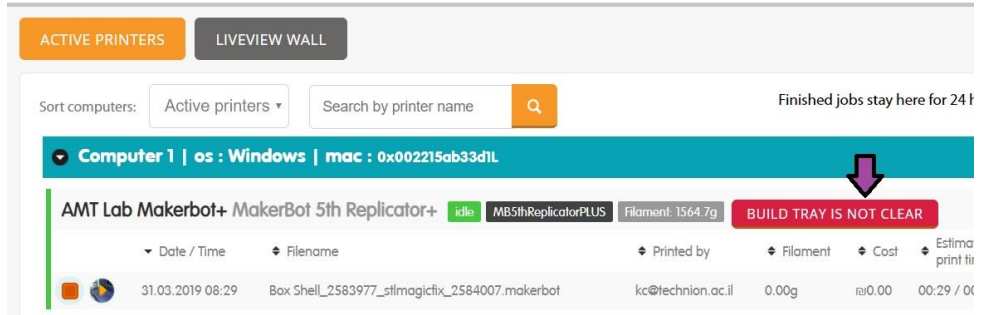 ACTIVE PRINTERS LIVEVIEW WALL
Sort computers: Active printers Search by printer name Finished jobs stay here for 24 h
Computer 1 | os : Windows | mac : 0x002215ab33d1L
AMT Lab Makerbot+ MakerBot 5th Replicator+ idle MB5thReplicatorPLUS Filament: 1564.7g BUILD TRAY IS NOT CLEAR
Date / Time Filename Printed by Filament Cost Estima
print tin
31.03.2019 08:29 Box Shell_2583977_stlmagicfix_2584007.makerbot kc@technion.ac.il 0.00g ₪0.00 00:29 / 00